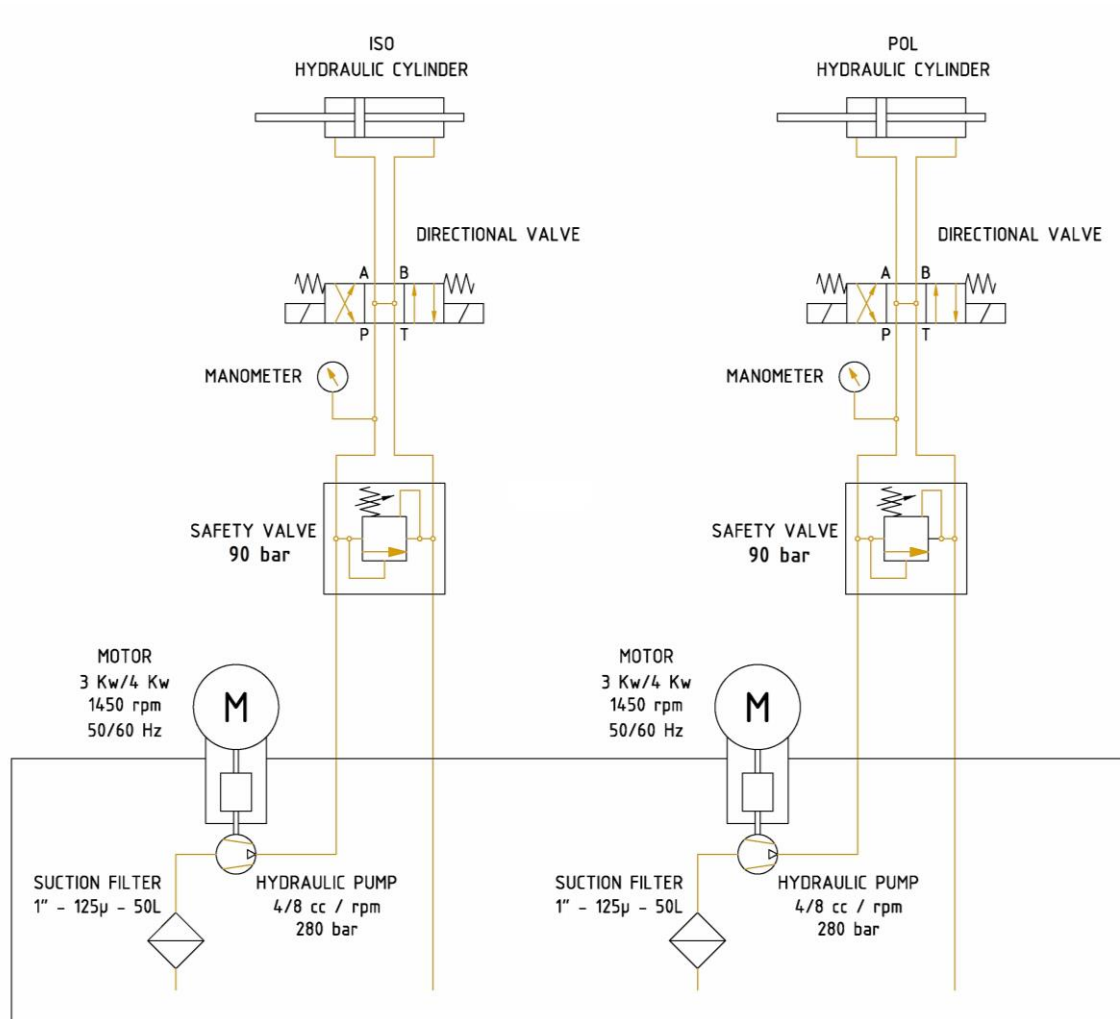 ISO
HYDRAULIC CYLINDER
POL
HYDRAULIC CYLINDER
DIRECTIONAL VALVE
DIRECTIONAL VALVE
A B
P T
A B
P T
MANOMETER
MANOMETER
SAFETY VALVE
90 bar
SAFETY VALVE
90 bar
MOTOR
3 Kw/4 Kw
1450 rpm
50/60 Hz
M
MOTOR
3 Kw/4 Kw
1450 rpm
50/60 Hz
M
SUCTION FILTER
1" - 125µ - 50L
HYDRAULIC PUMP
4/8 cc / rpm
280 bar
SUCTION FILTER
1" - 125µ - 50L
HYDRAULIC PUMP
4/8 cc / rpm
280 bar